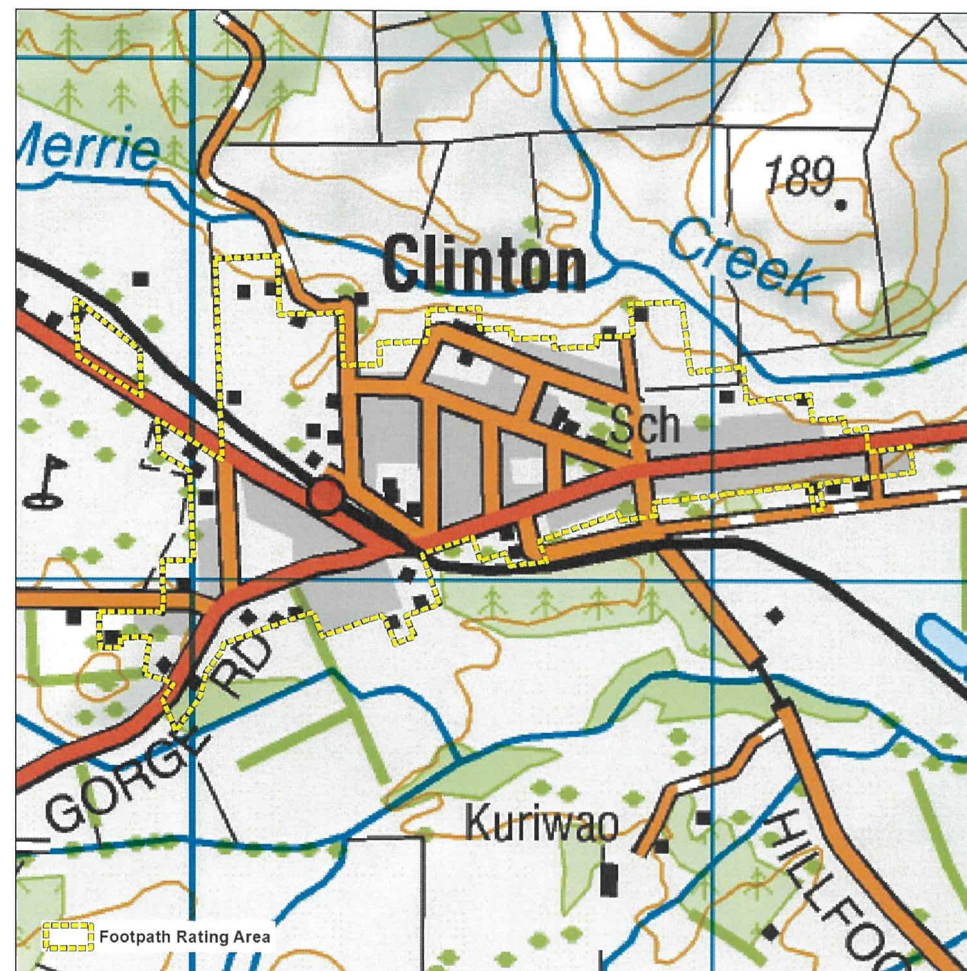 Merrie
189
Clinton
Creek
Sch
GORGE RD
Kuriwao
HILLFOO
Footpath Rating Area